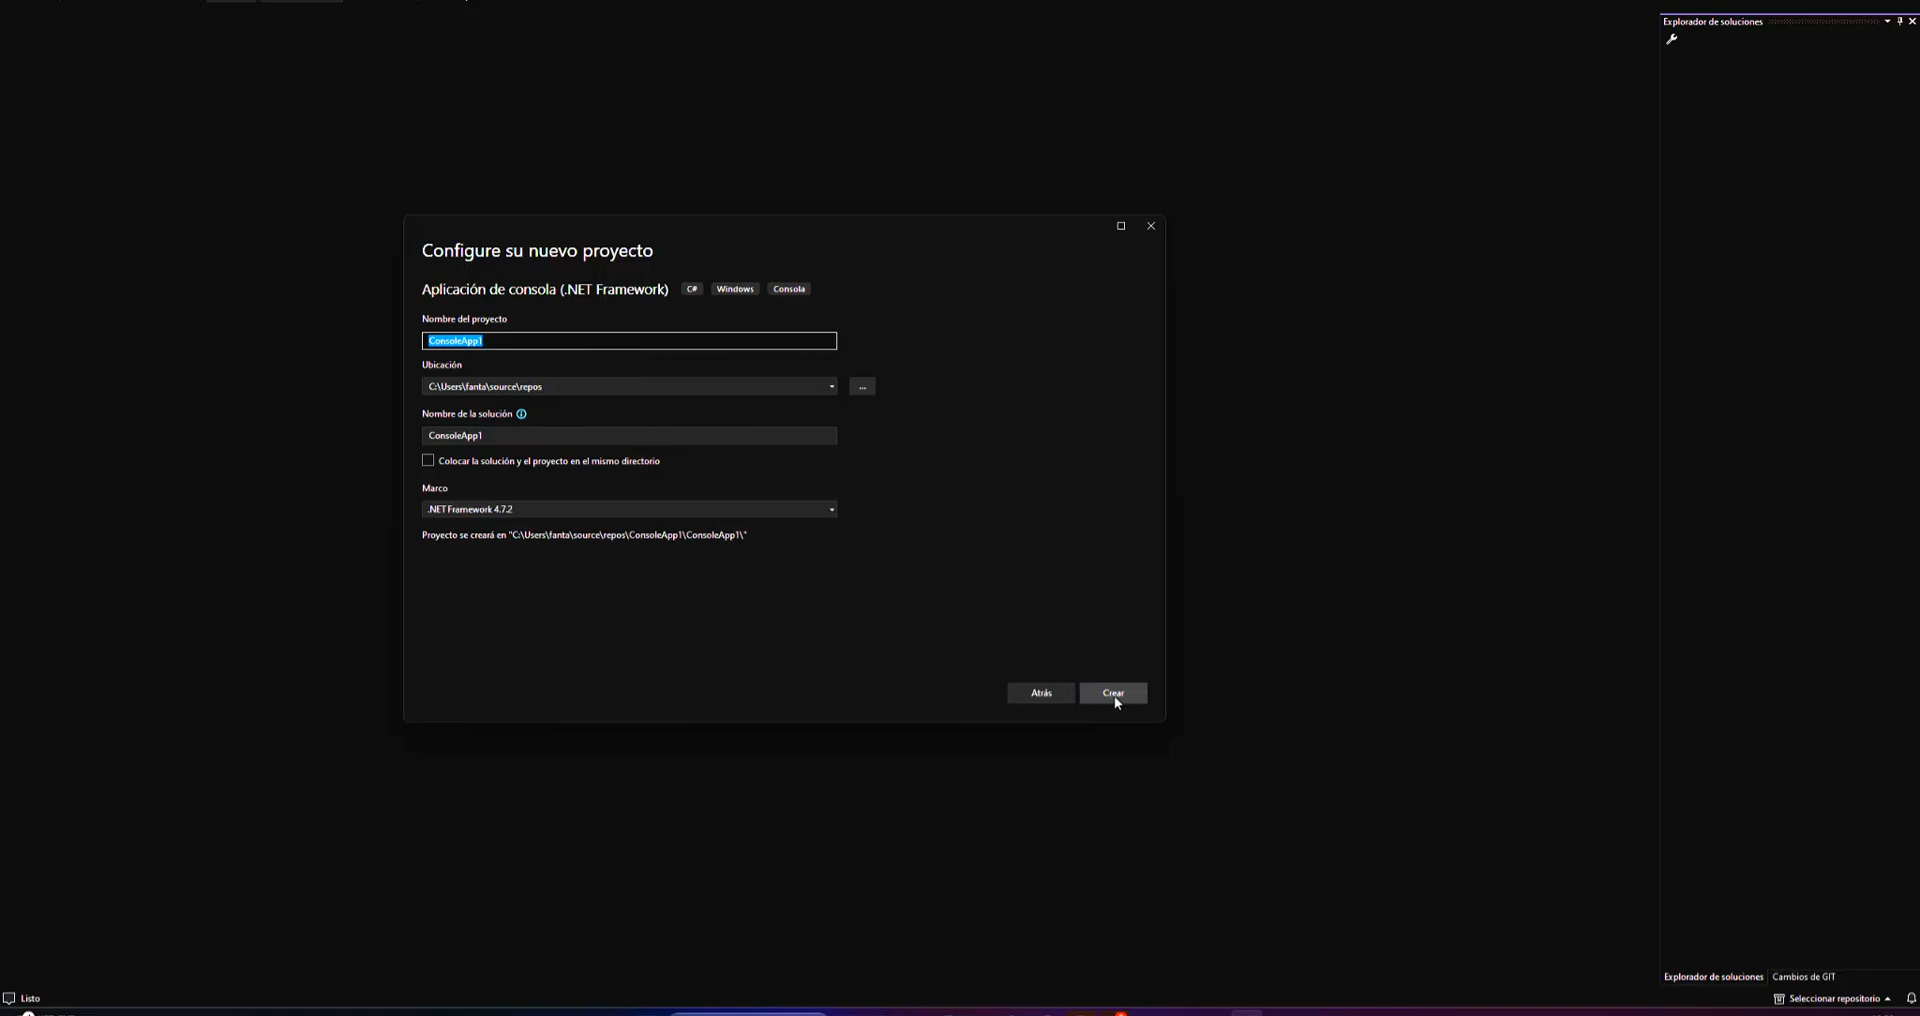 Explorador de soluciones
Configure su nuevo proyecto
Aplicación de consola (.NET Framework) C# Windows Consola
Nombre del proyecto
ConsoleApp1
Ubicación
C:\Users\fanta\source\repos
...
Nombre de la solución
ConsoleApp1
Colocar la solución y el proyecto en el mismo directorio
Marco
.NET Framework 4.7.2
Proyecto se creará en "C:\Users\fanta\source\repos\ConsoleApp1\ConsoleApp1\"
Atrás Crear
Explorador de soluciones Cambios de GIT
Listo
Seleccionar repositorio